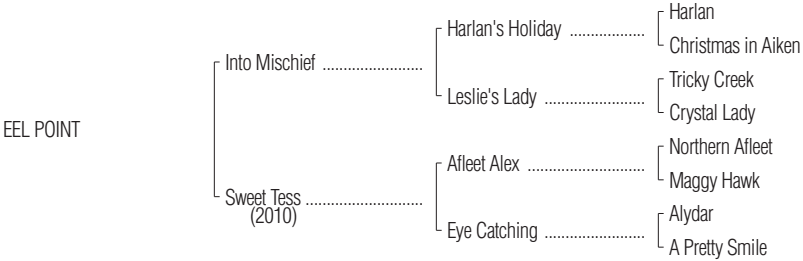 Harlan
Harlan's Holiday ..................
Christmas in Aiken
Into Mischief ........................
Tricky Creek
Leslie's Lady ........................
Crystal Lady
EEL POINT
Northern Afleet
Afleet Alex ............................
Maggy Hawk
Sweet Tess ............................
(2010)
Alydar
Eye Catching ........................
A Pretty Smile